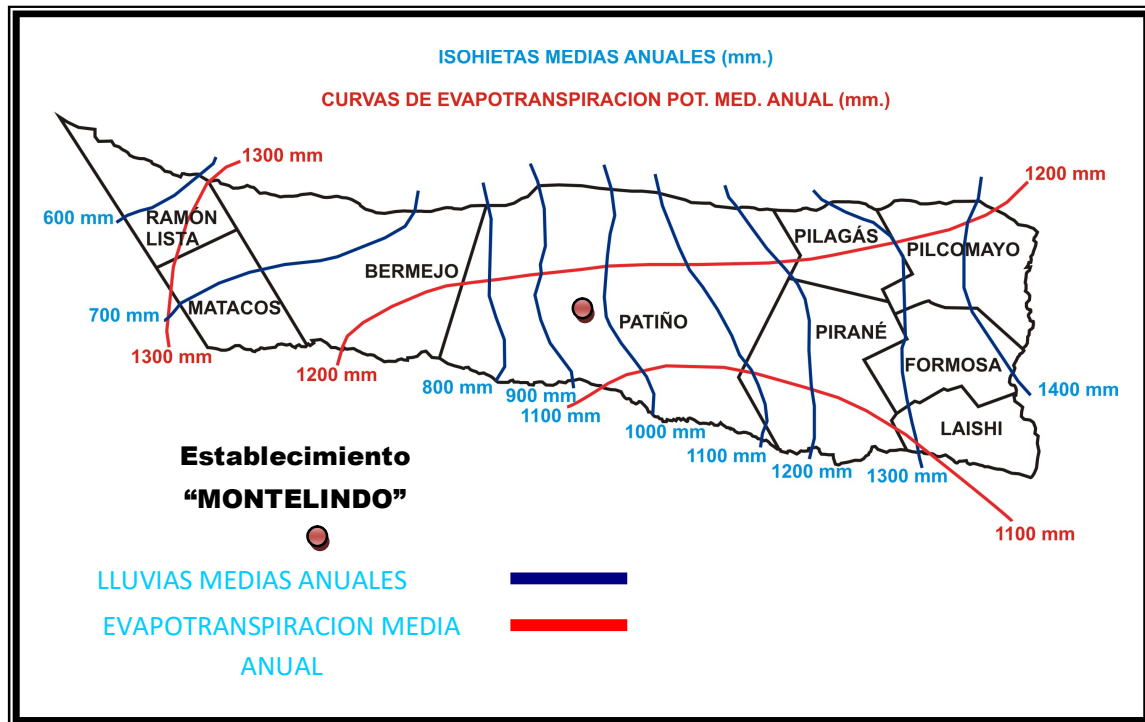 ISOHIETAS MEDIAS ANUALES (mm.)
CURVAS DE EVAPOTRANSPIRACION POT. MED. ANUAL (mm.)
1300 mm
1200 mm
600 mm
RAMÓN
LISTA
PILAGÁS
PILCOMAYO
BERMEJO
700 mm
MATACOS
PATIÑO
PIRANÉ
1300 mm
1200 mm
FORMOSA
800 mm
900 mm
1400 mm
1100 mm
1000 mm
LAISHI
1100 mm
1200 mm
1300 mm
1100 mm
Establecimiento
“MONTELINDO”
LLUVIAS MEDIAS ANUALES
EVAPOTRANSPIRACION MEDIA
ANUAL